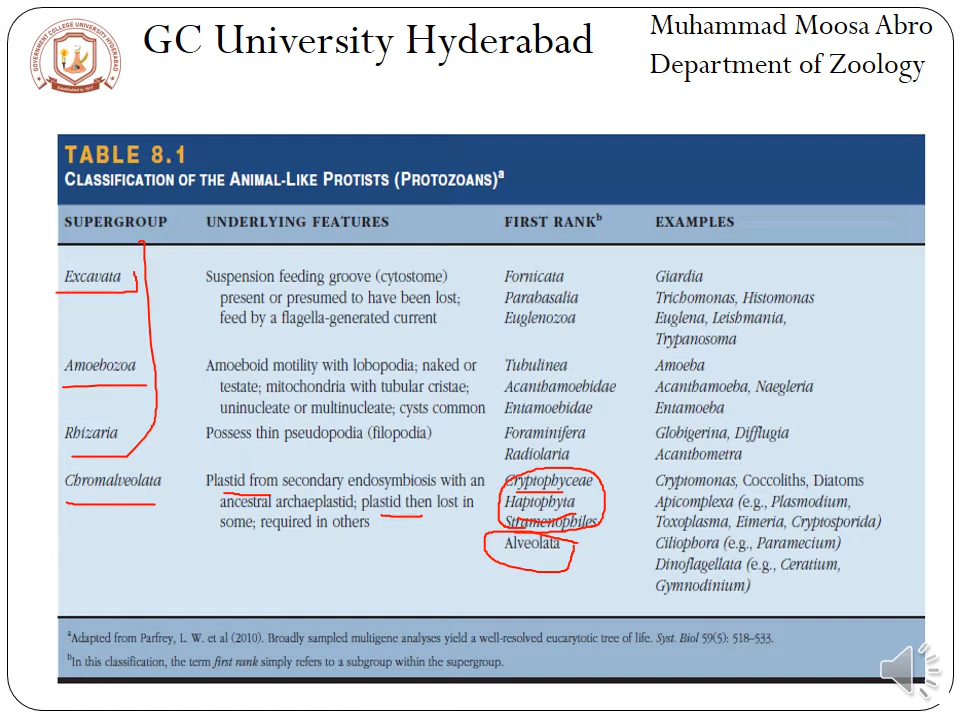 GC University Hyderabad
Muhammad Moosa Abro
Department of Zoology
GOVERNMENT COLLEGE UNIVERSITY HYDERABAD
Established in 1917
TABLE 8.1
CLASSIFICATION OF THE ANIMAL-LIKE PROTISTS (PROTOZOANS)a
SUPERGROUP UNDERLYING FEATURES FIRST RANKb EXAMPLES
Excavata Suspension feeding groove (cytostome) Fornicata Giardia
present or presumed to have been lost; Parabasalia Trichomonas, Histomonas
feed by a flagella-generated current Euglenozoa Euglena, Leishmania,
Trypanosoma
Amoebozoa Amoeboid motility with lobopodia; naked or Tubulinea Amoeba
testate; mitochondria with tubular cristae; Acanthamoebidae Acanthamoeba, Naegleria
uninucleate or multinucleate; cysts common Entamoebidae Entamoeba
Rhizaria Possess thin pseudopodia (filopodia) Foraminifera Globigerina, Difflugia
Radiolaria Acanthometra
Chromalveolata Plastid from secondary endosymbiosis with an Cryptophyceae Cryptomonas, Coccoliths, Diatoms
ancestral archaeplastid; plastid then lost in Haptophyta Apicomplexa (e.g., Plasmodium,
some; required in others Stramenophiles Toxoplasma, Eimeria, Cryptosporida)
Alveolata Ciliophora (e.g., Paramecium)
Dinoflagellata (e.g., Ceratium,
Gymnodinium)
aAdapted from Parfrey, L. W. et al (2010). Broadly sampled multigene analyses yield a well-resolved eucaryotic tree of life. Syst. Biol 59(5): 518–533.
bIn this classification, the term first rank simply refers to a subgroup within the supergroup.